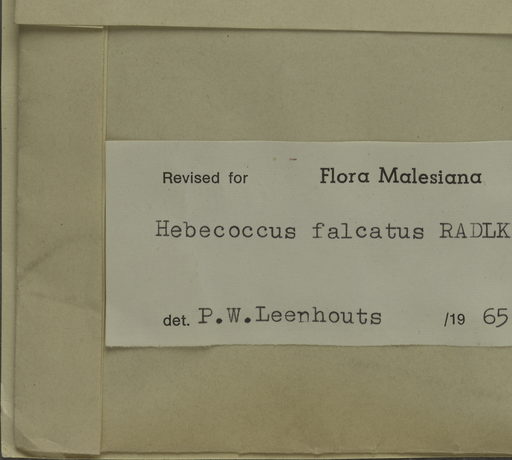 Revised for Flora Malesiana
Hebecoccus falcatus RADLK
det. P.W.Leenhouts /19 65